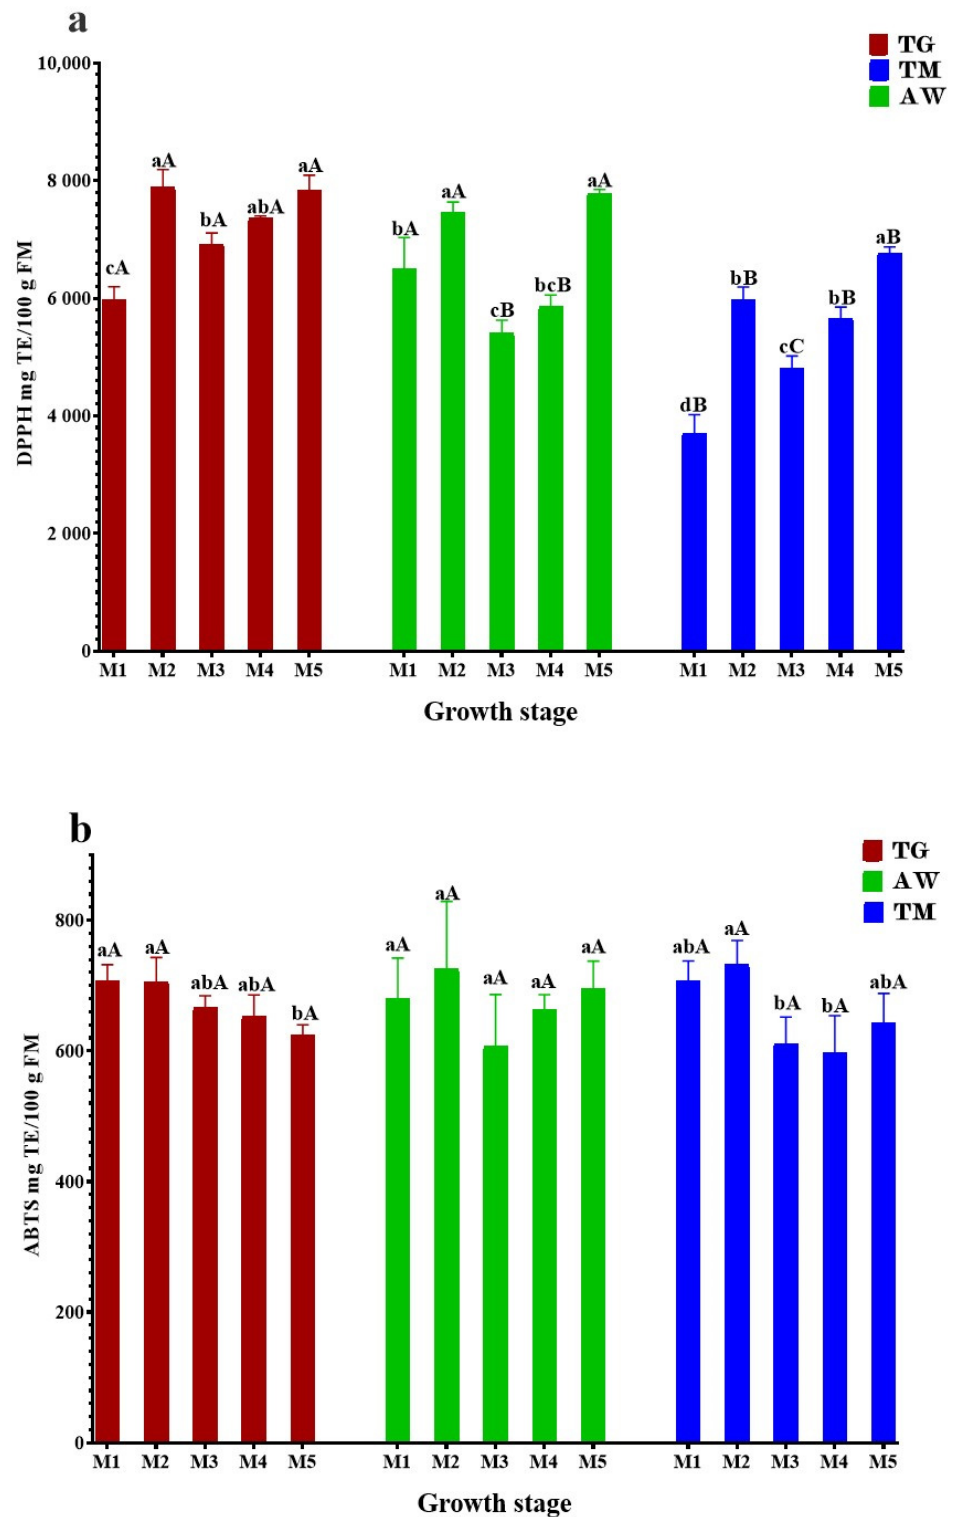 a
TG
TM
AW
10,000
8 000
6 000
4 000
2 000
0
DPPH mg TE/100 g FM
cA aA bA abA aA bA aA cB bcB aA dB bB cC bB aB
M1 M2 M3 M4 M5 M1 M2 M3 M4 M5 M1 M2 M3 M4 M5
Growth stage
b
TG
AW
TM
800
600
400
200
0
ABTS mg TE/100 g FM
aA aA abA abA bA aA aA aA aA aA abA aA bA bA abA
M1 M2 M3 M4 M5 M1 M2 M3 M4 M5 M1 M2 M3 M4 M5
Growth stage